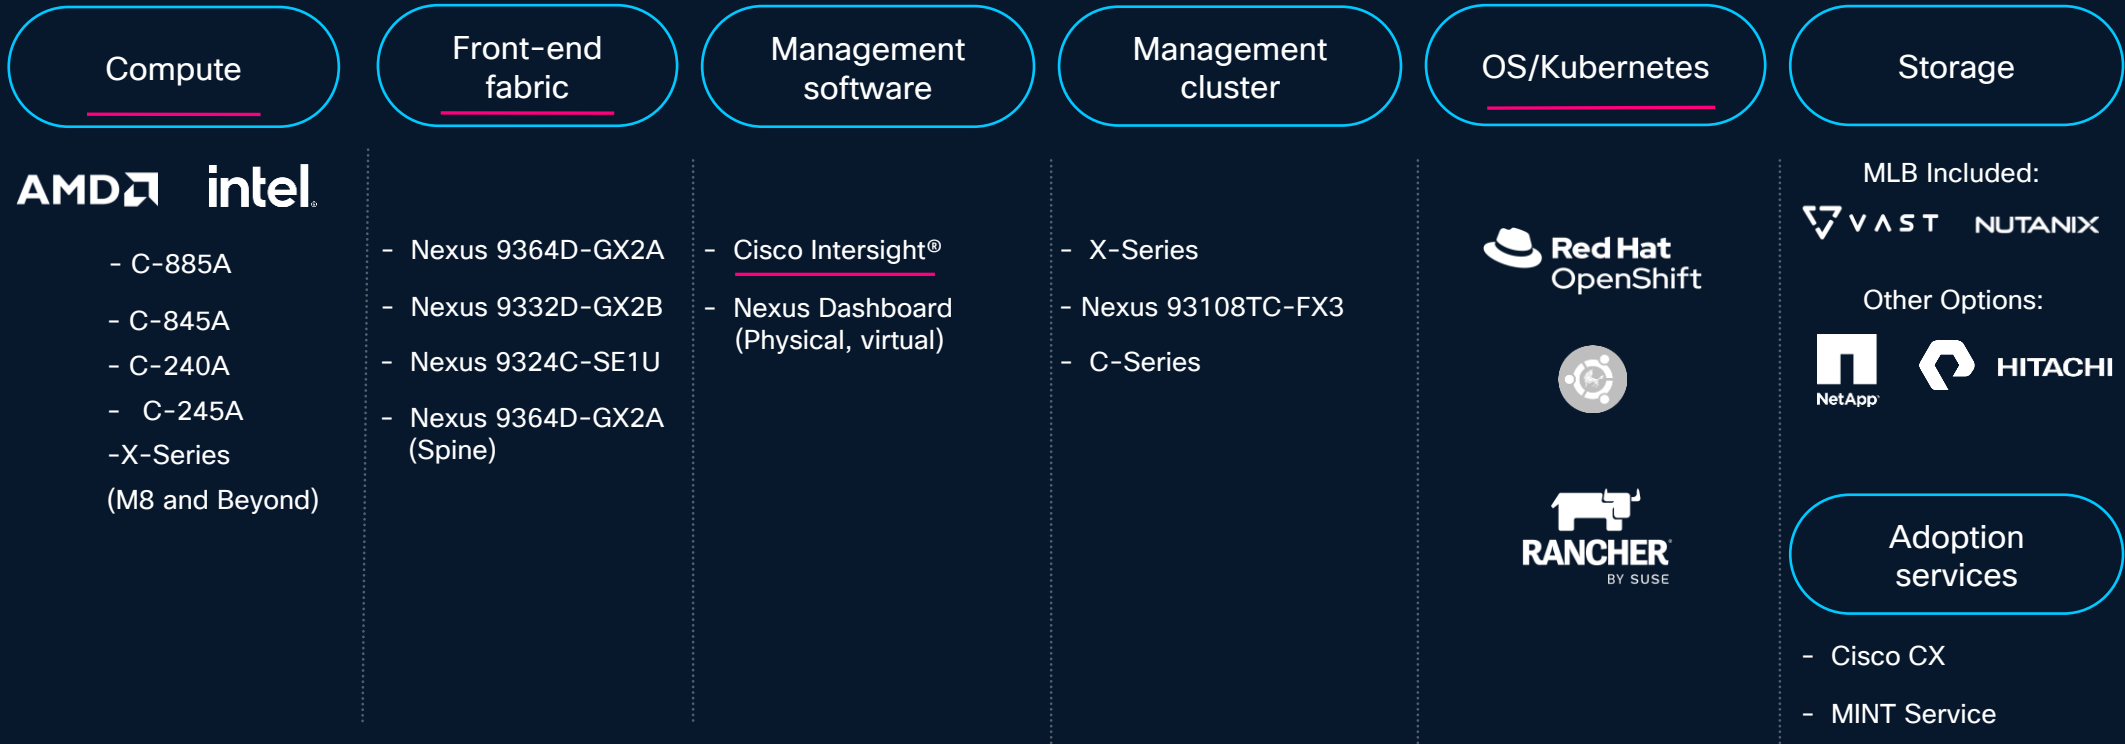 Compute
AMD intel.
- C-885A
- C-845A
- C-240A
- C-245A
-X-Series
(M8 and Beyond)
Front-end
fabric
- Nexus 9364D-GX2A
- Nexus 9332D-GX2B
- Nexus 9324C-SE1U
- Nexus 9364D-GX2A
(Spine)
Management
software
- Cisco Intersight®
- Nexus Dashboard
(Physical, virtual)
Management
cluster
- X-Series
- Nexus 93108TC-FX3
- C-Series
OS/Kubernetes
Red Hat
OpenShift
RANCHER®
BY SUSE
Storage
MLB Included:
VAST NUTANIX
Other Options:
NetApp HITACHI
Adoption
services
- Cisco CX
- MINT Service